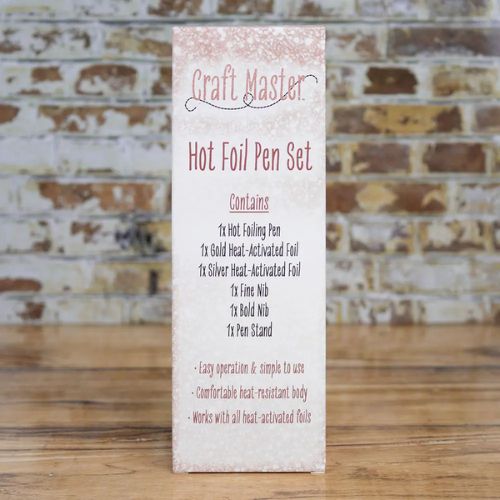 Craft Master
Hot Foil Pen Set
Contains
1x Hot Foiling Pen
1x Gold Heat-Activated Foil
1x Silver Heat-Activated Foil
1x Fine Nib
1x Bold Nib
1x Pen Stand
· Easy operation & simple to use
· Comfortable heat-resistant body
· Works with all heat-activated foils